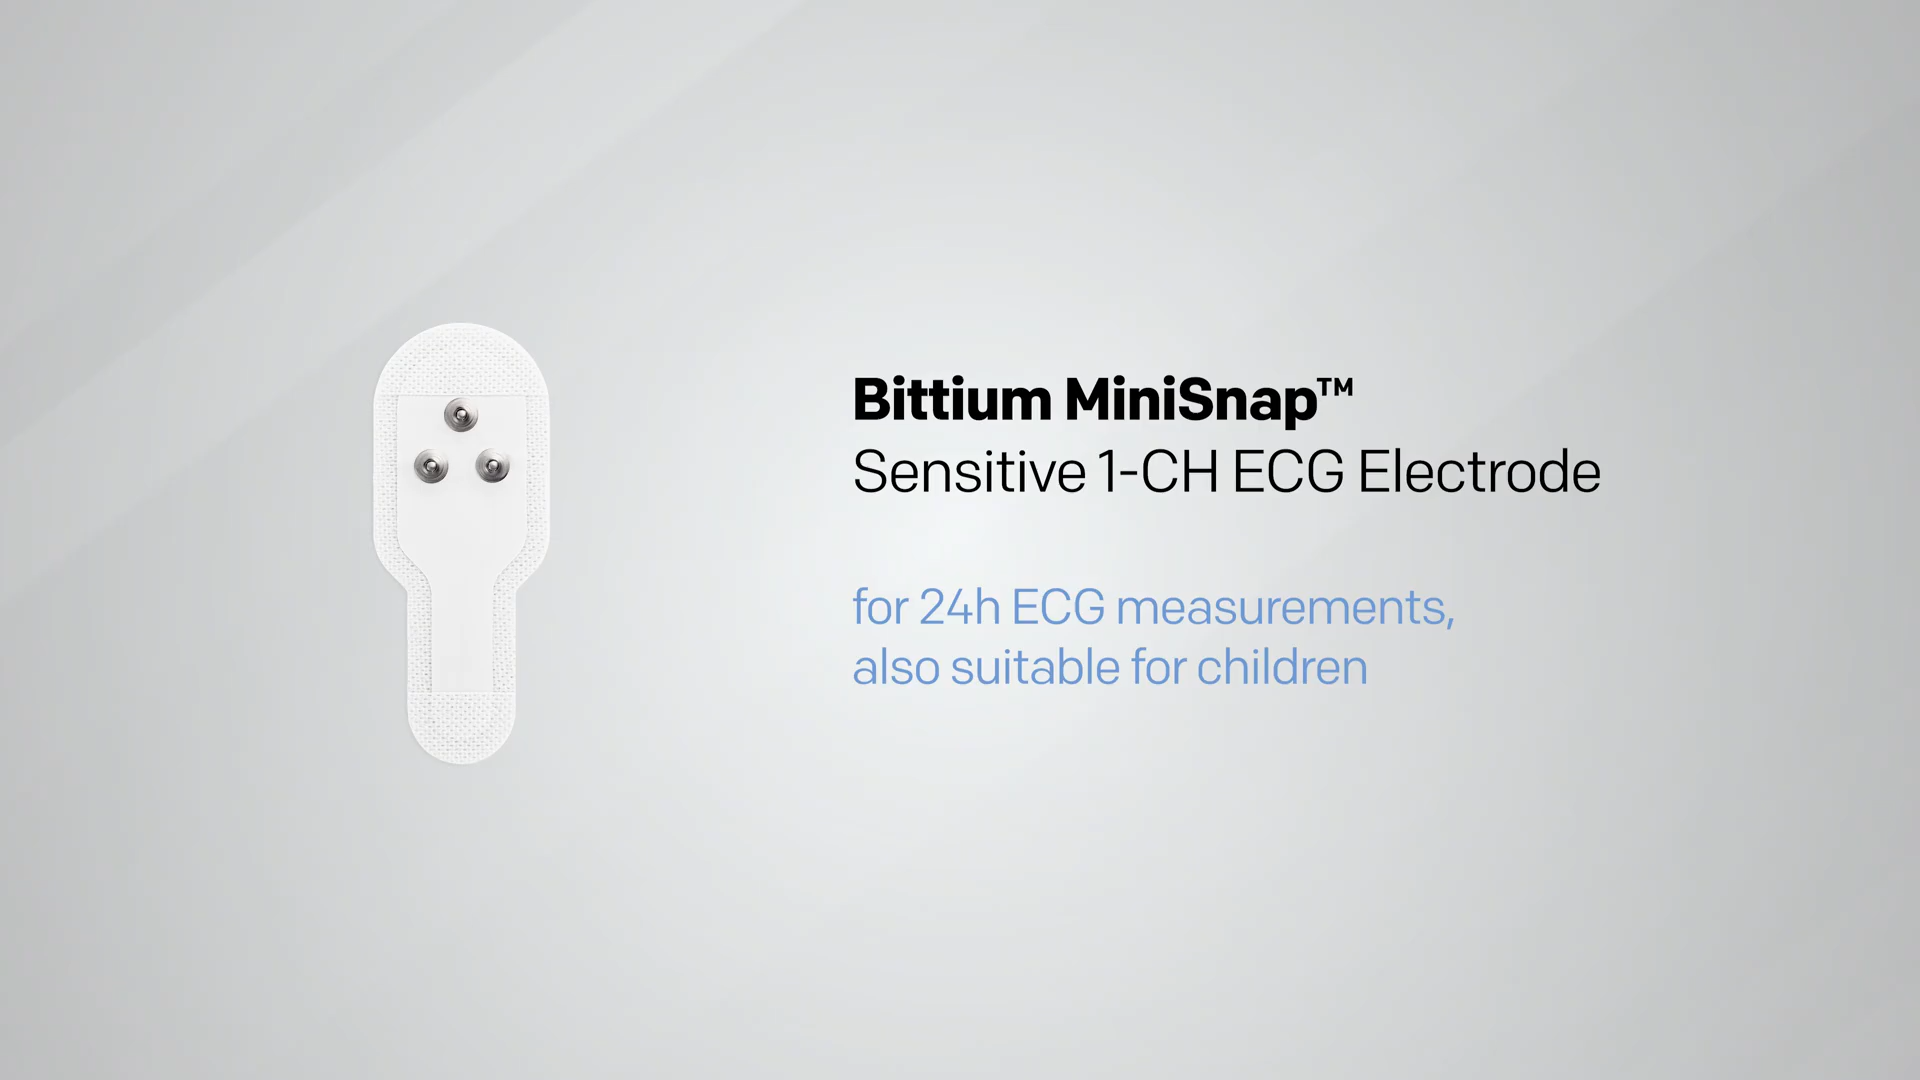 Bittium MiniSnap™
Sensitive 1-CH ECG Electrode
for 24h ECG measurements,
also suitable for children